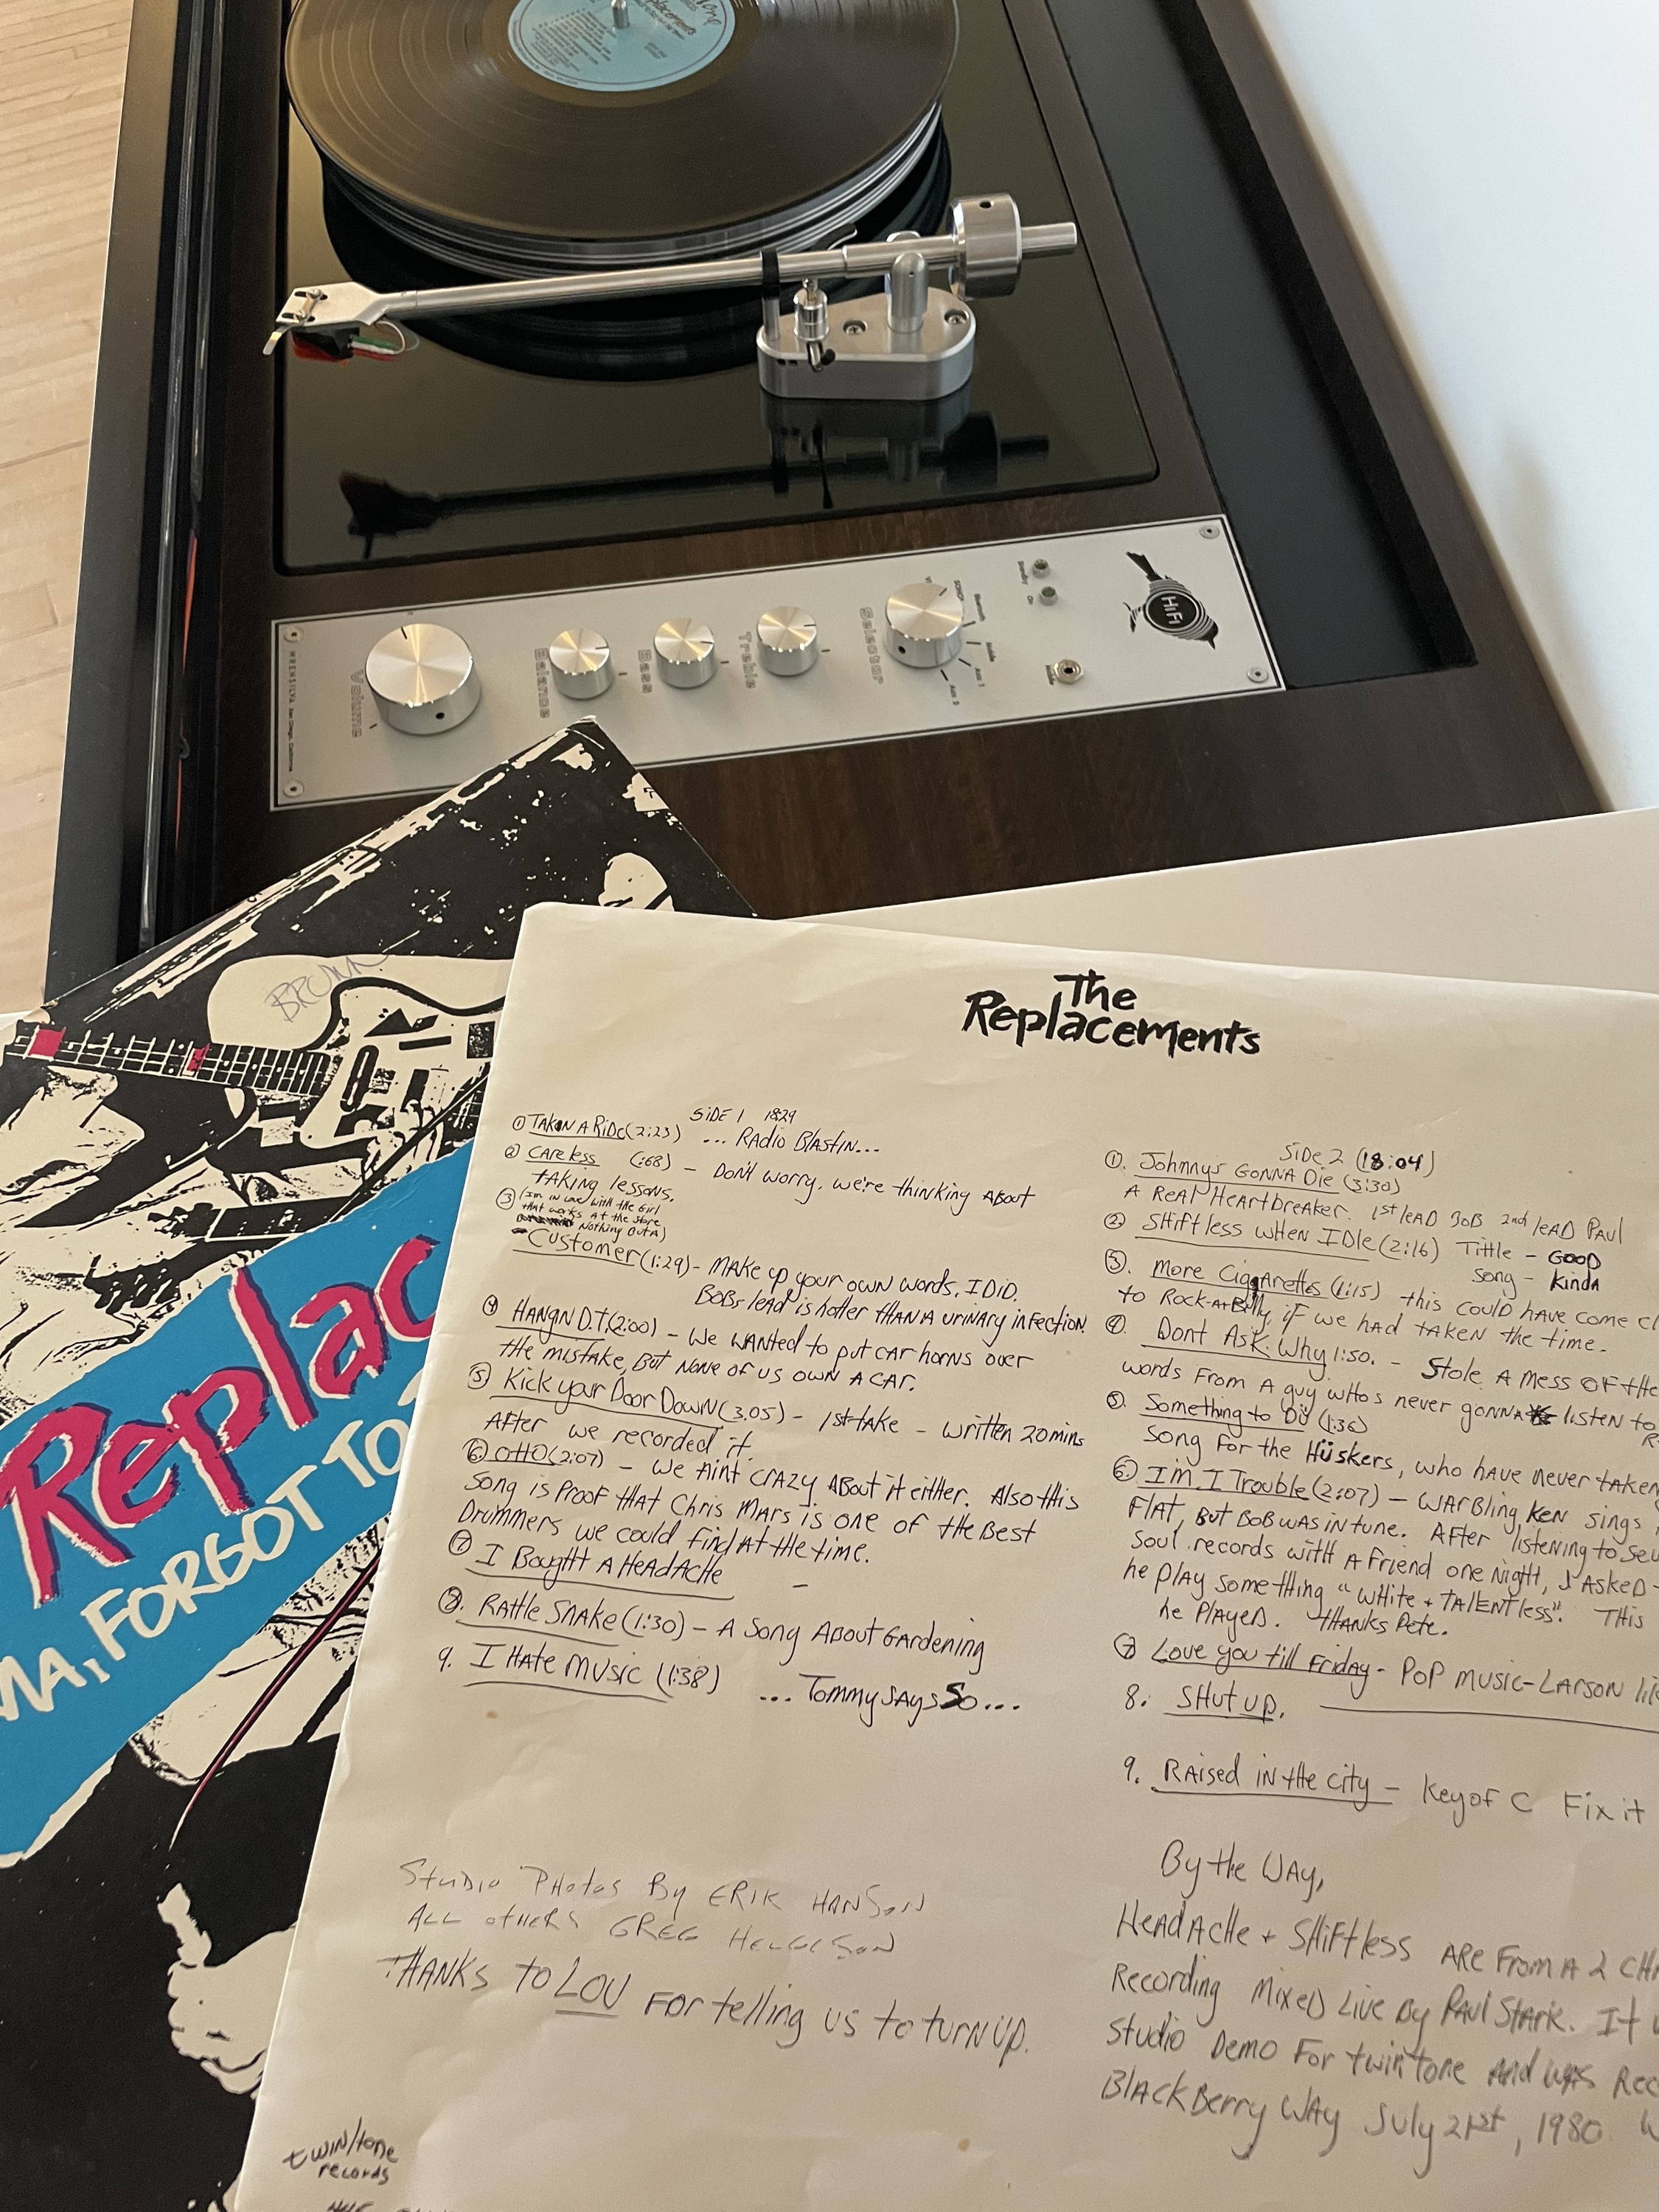 Replacements
Volume
Balance
Bass
Treble
Selector
Standby
On
HiFi
WRENSILVA San Diego, California
BROWN
Replac
MA, FORGOT TO
The
Replacements
SIDE 1 18:29
① TAKEN A RIDE (2:23) ... RADIO BLASTIN...
② CARELESS (:68) - DON'T WORRY, WE'RE THINKING ABOUT
TAKING LESSONS.
③ (I'M IN LOVE WITH THE GIRL
THAT WORKS AT THE STORE
NOTHING BUT A)
CUSTOMER (1:29) - MAKE UP YOUR OWN WORDS, I DID.
BOBS LEAD IS HOTTER THAN A URINARY INFECTION.
④ HANGN D.T. (2:00) - WE WANTED TO PUT CAR HORNS OVER
THE MISTAKE, BUT NONE OF US OWN A CAR.
⑤ Kick your Door Down (3.05) - 1st take - written 20 mins
AFTER we recorded it.
⑥ OTTO (2:07) - WE AINT CRAZY ABOUT it either. Also this
Song is Proof that Chris Mars is one of the Best
Drummers we could find At the time.
⑦ I Bought A HeADACHe -
⑧. RAttle SnAke (1:30) - A Song About Gardening
9. I HAte music (1:38) ... Tommy SAYS SO...
Studio Photos By ERIK HANSON
ALL otHERS GREG HELGESON
THANKS to LOU FOR telling us to turn up.
twin/tone
records
SIDE 2 (18:04)
①. Johnnys GONNA Die (3:30)
A ReAl HeArtbreaker. 1st leAD BoB 2nd leAD PAul
② SHiftless when IDle (2:16) Tittle - GOOD
Song - KINDA
③. more CiggArettes (1:15) - this could hAve come cl
to Rock-A-Billy, if we had tAKEN the time.
④. Dont Ask Why 1:50. - Stole A mess OF the
words From A guy who's never gonnA listen to
⑤. Something to DÜ (1:36)
Song for the HÜskers, who have never taken
⑥ I'm I Trouble (2:07) - WARBling KEN sings
FlAt, but BOB WAS in tune. After listening to
soul records with A friend one Night, I Asked
he play something "White + TAlENtless". This
he Played. Thanks Pete.
⑦ Love you till Friday - POP music - LARSON
8. SHut up.
9. RAised in the city - Key of C Fix it
By the WAy,
HeadACHe + SHiftless ARe From A 2
Recording Mixed Live By PAul StArk. It
Studio Demo For twin tone And wAs
BlAckBerry WAy July 21st, 1980.